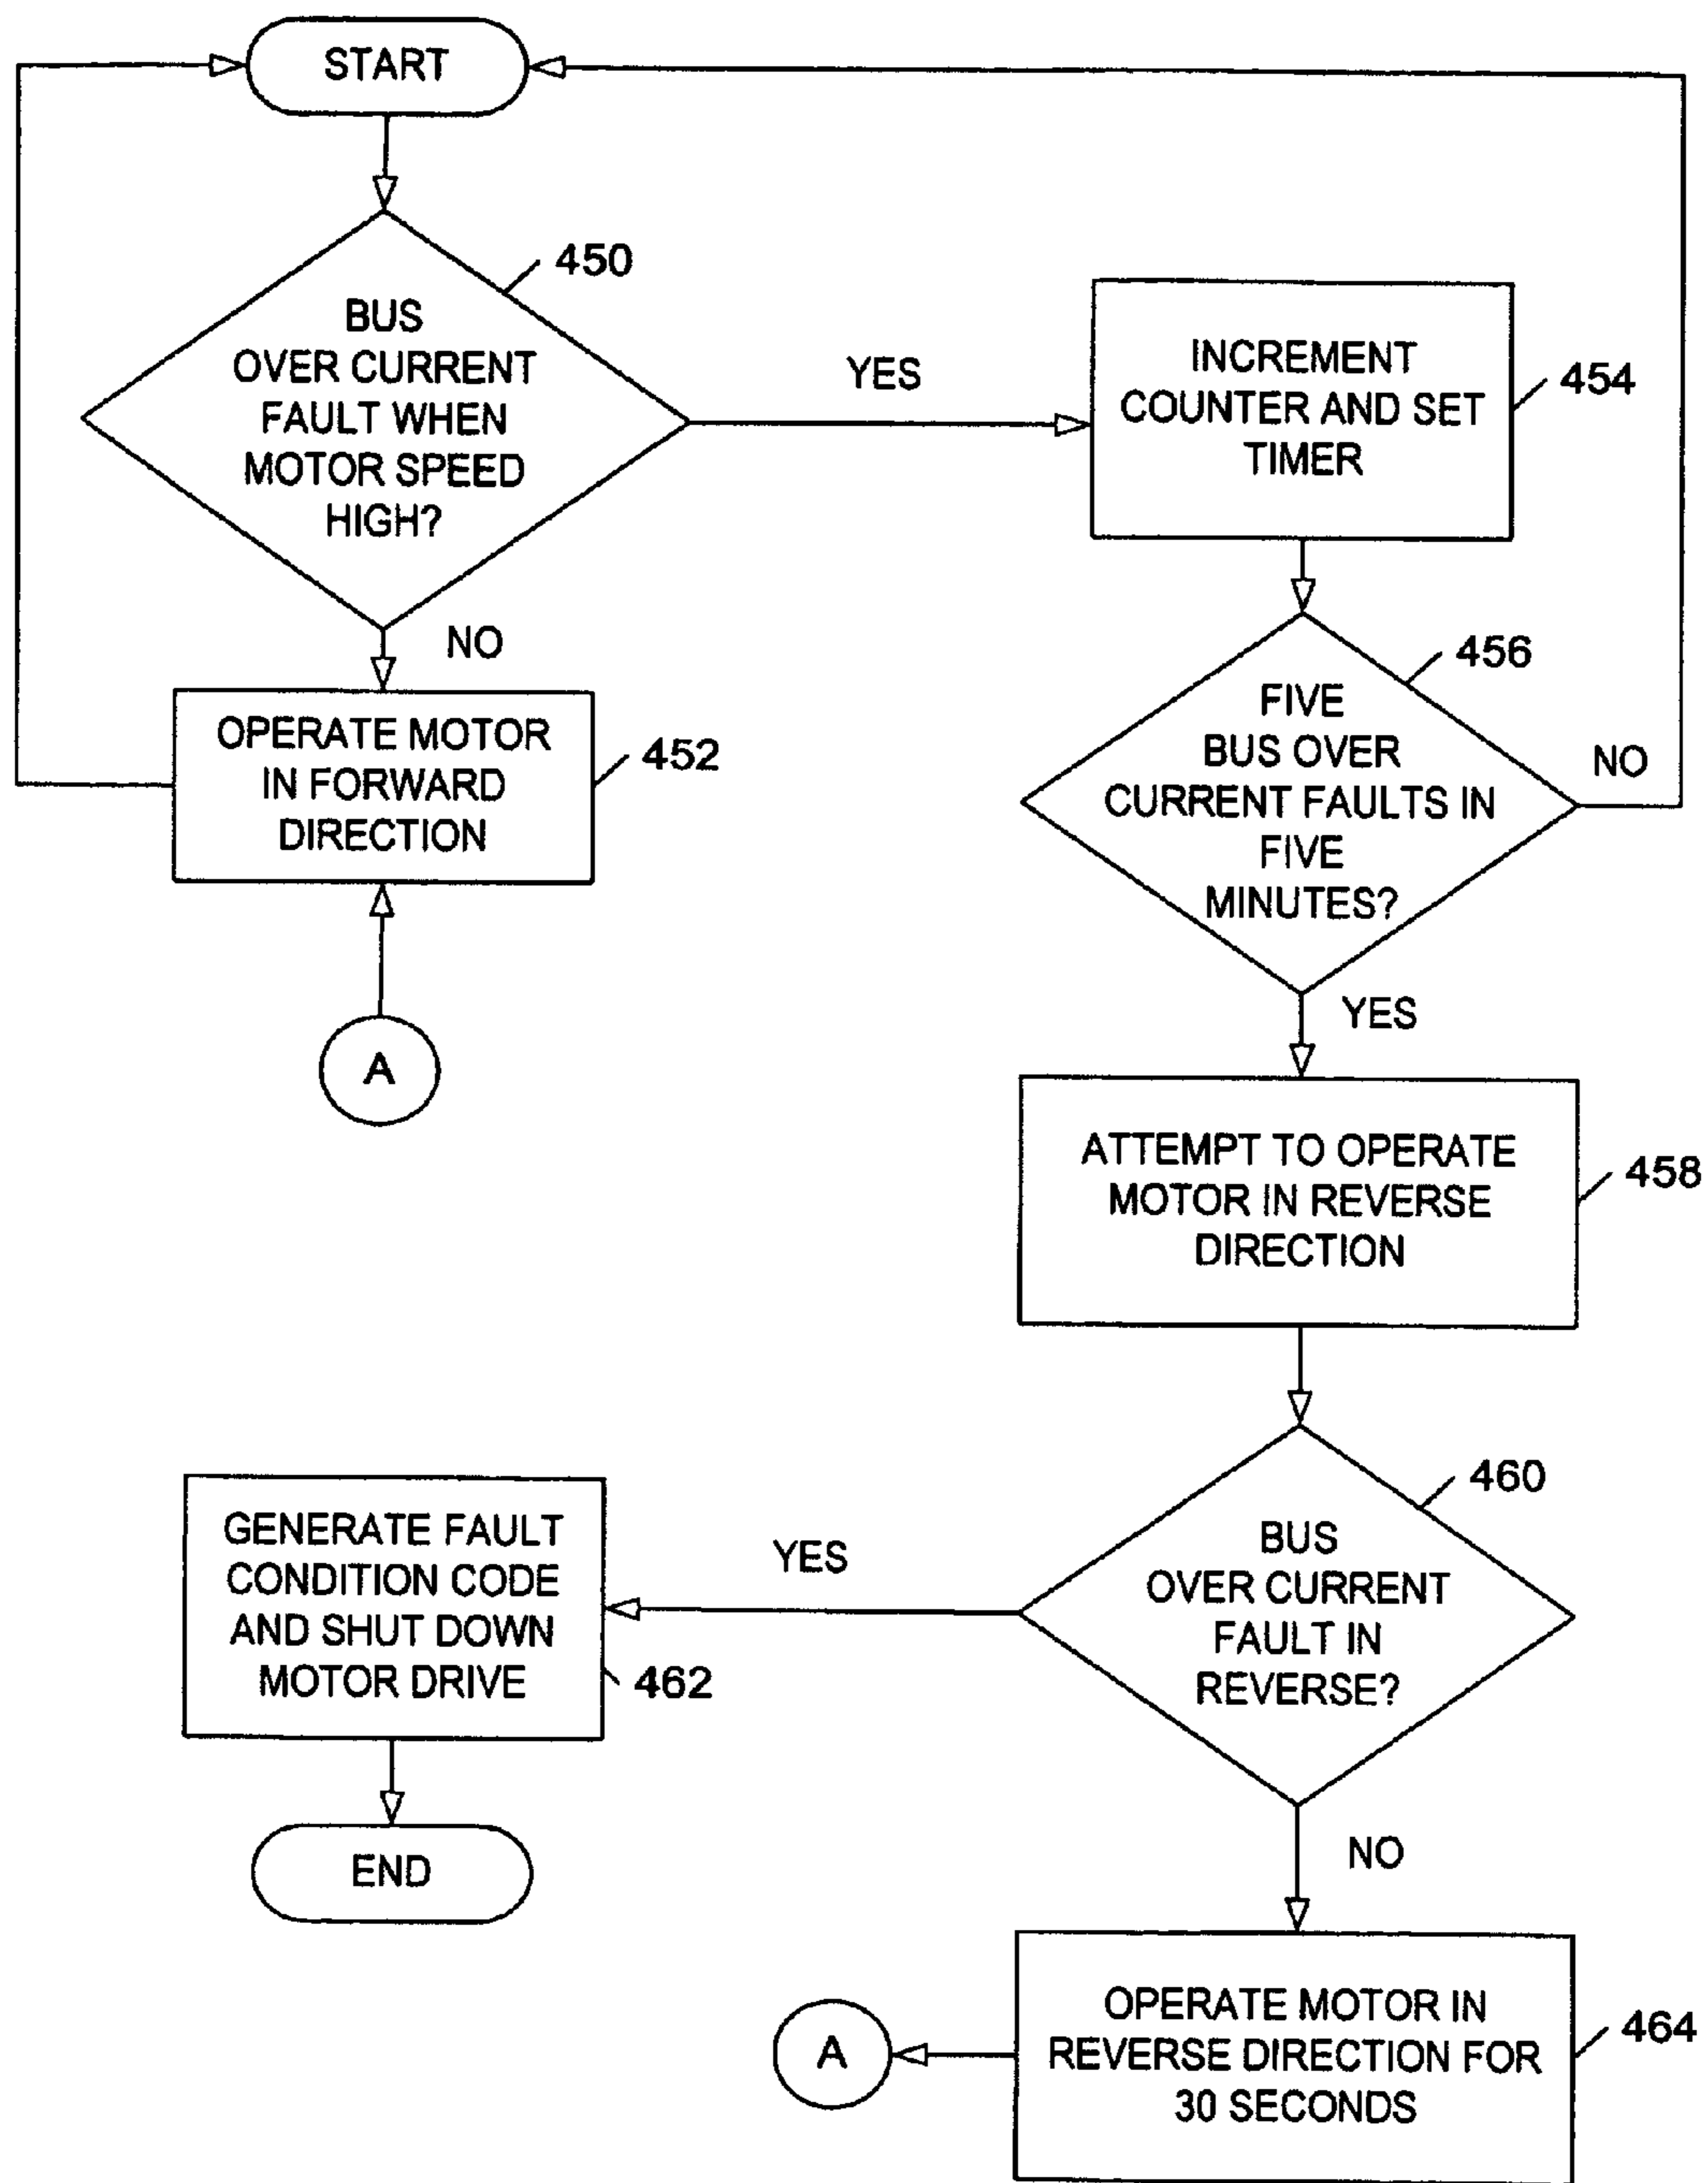 START
450
BUS
OVER CURRENT
FAULT WHEN
MOTOR SPEED
HIGH?
YES
INCREMENT
COUNTER AND SET
TIMER
454
NO
OPERATE MOTOR
IN FORWARD
DIRECTION
452
A
456
FIVE
BUS OVER
CURRENT FAULTS IN
FIVE
MINUTES?
NO
YES
ATTEMPT TO OPERATE
MOTOR IN REVERSE
DIRECTION
458
460
BUS
OVER CURRENT
FAULT IN
REVERSE?
YES
GENERATE FAULT
CONDITION CODE
AND SHUT DOWN
MOTOR DRIVE
462
END
NO
OPERATE MOTOR IN
REVERSE DIRECTION FOR
30 SECONDS
464
A